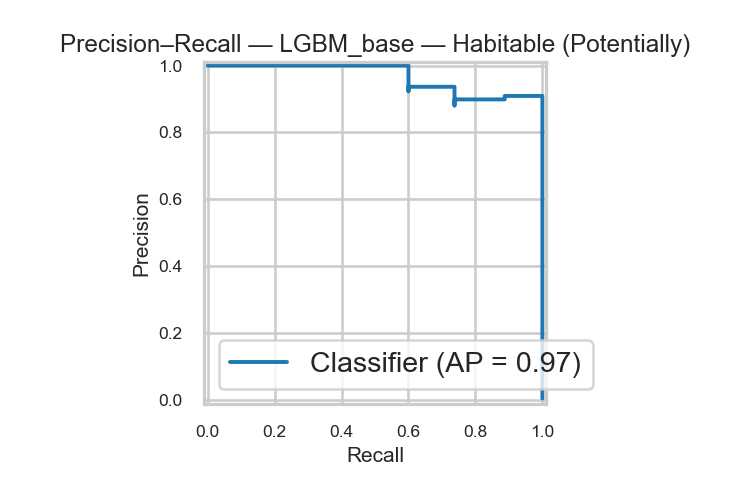 Precision–Recall — LGBM_base — Habitable (Potentially)
1.0
0.8
0.6
0.4
0.2
0.0
Precision
Classifier (AP = 0.97)
0.0 0.2 0.4 0.6 0.8 1.0
Recall